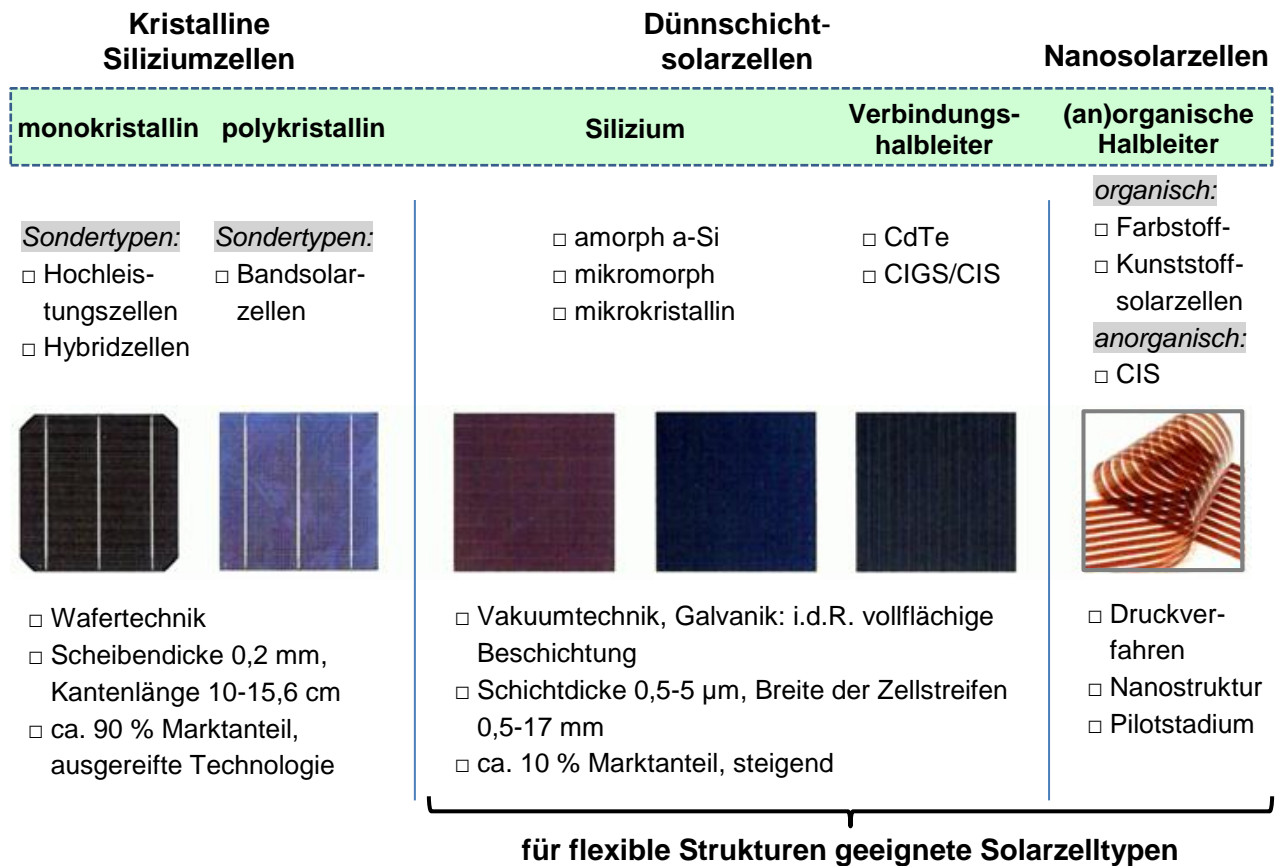 Kristalline
Siliziumzellen
Dünnschicht-
solarzellen
Nanosolarzellen
monokristallin
polykristallin
Silizium
Verbindungs-
halbleiter
(an)organische
Halbleiter
Sondertypen:
□ Hochleis-
tungszellen
□ Hybridzellen
Sondertypen:
□ Bandsolar-
zellen
□ amorph a-Si
□ mikromorph
□ mikrokristallin
□ CdTe
□ CIGS/CIS
organisch:
□ Farbstoff-
□ Kunststoff-
solarzellen
anorganisch:
□ CIS
□ Wafertechnik
□ Scheibendicke 0,2 mm,
Kantenlänge 10-15,6 cm
□ ca. 90 % Marktanteil,
ausgereifte Technologie
□ Vakuumtechnik, Galvanik: i.d.R. vollflächige
Beschichtung
□ Schichtdicke 0,5-5 µm, Breite der Zellstreifen
0,5-17 mm
□ ca. 10 % Marktanteil, steigend
□ Druckver-
fahren
□ Nanostruktur
□ Pilotstadium
für flexible Strukturen geeignete Solarzelltypen